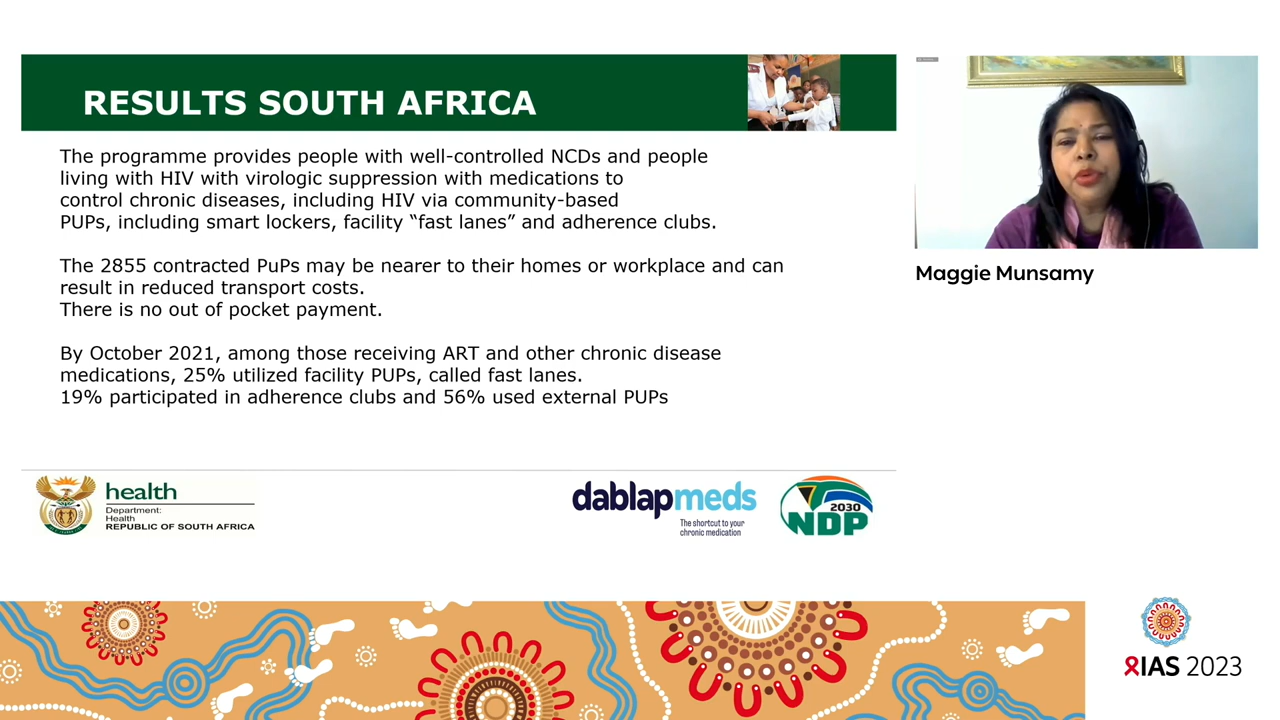 RESULTS SOUTH AFRICA
The programme provides people with well-controlled NCDs and people
living with HIV with virologic suppression with medications to
control chronic diseases, including HIV via community-based
PUPs, including smart lockers, facility “fast lanes” and adherence clubs.
The 2855 contracted PuPs may be nearer to their homes or workplace and can
result in reduced transport costs.
There is no out of pocket payment.
By October 2021, among those receiving ART and other chronic disease
medications, 25% utilized facility PUPs, called fast lanes.
19% participated in adherence clubs and 56% used external PUPs
health
Department:
Health
REPUBLIC OF SOUTH AFRICA
dablapmeds
The shortcut to your
chronic medication
2030
NDP
Maggie Munsamy
IAS 2023